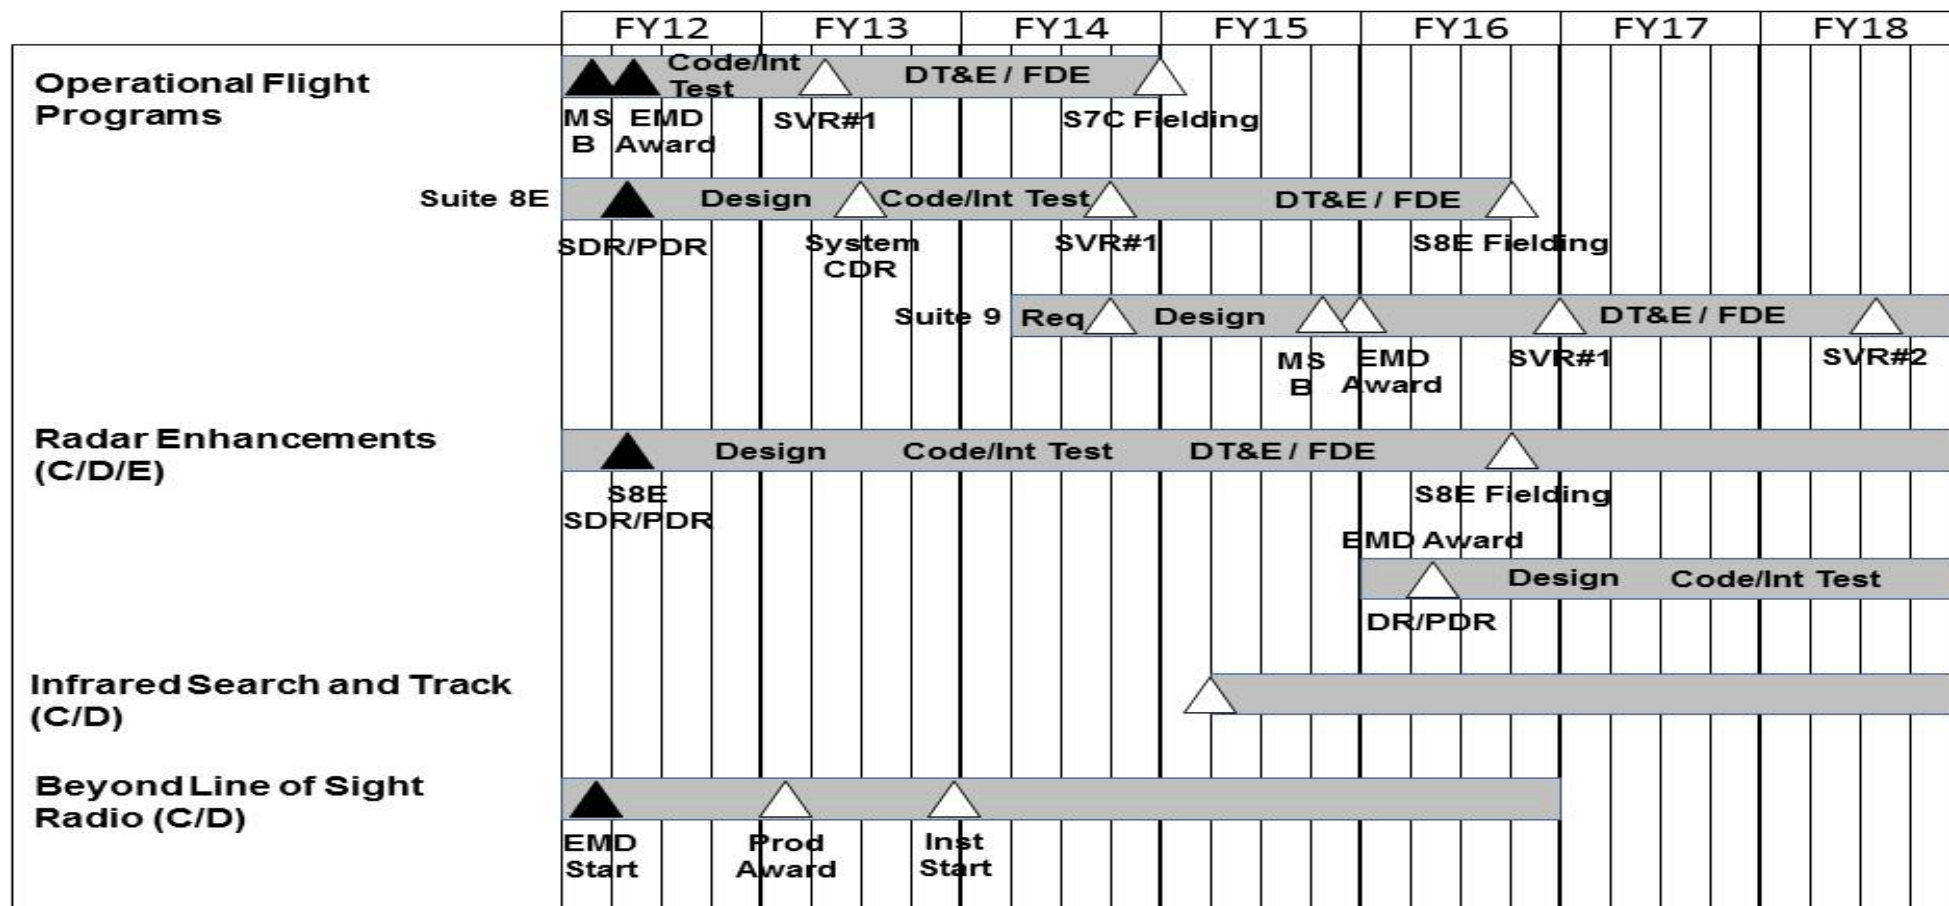 FY12 FY13 FY14 FY15 FY16 FY17 FY18
Operational Flight
Programs
Code/Int
Test
DT&E / FDE
MS
B
EMD
Award
SVR#1
S7C Fielding
Suite 8E
Design
Code/Int Test
DT&E / FDE
SDR/PDR
System
CDR
SVR#1
S8E Fielding
Suite 9
Req
Design
DT&E / FDE
MS
B
EMD
Award
SVR#1
SVR#2
Radar Enhancements
(C/D/E)
Design
Code/Int Test
DT&E / FDE
S8E
SDR/PDR
S8E Fielding
EMD Award
Design
Code/Int Test
DR/PDR
Infrared Search and Track
(C/D)
Beyond Line of Sight
Radio (C/D)
EMD
Start
Prod
Award
Inst
Start